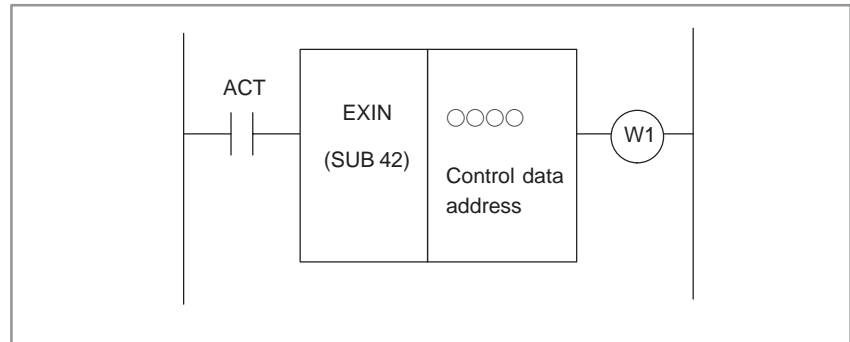 ACT
EXIN
(SUB 42)
○○○○
Control data
address
W1